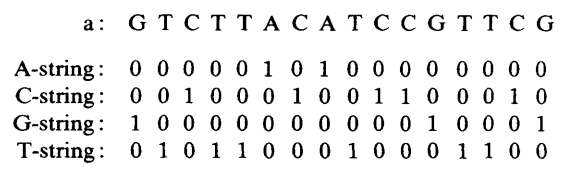 a: G T C T T A C A T C C G T T C G
A-string: 0 0 0 0 0 1 0 1 0 0 0 0 0 0 0 0
C-string: 0 0 1 0 0 0 1 0 0 1 1 0 0 0 1 0
G-string: 1 0 0 0 0 0 0 0 0 0 0 1 0 0 0 1
T-string: 0 1 0 1 1 0 0 0 1 0 0 0 1 1 0 0